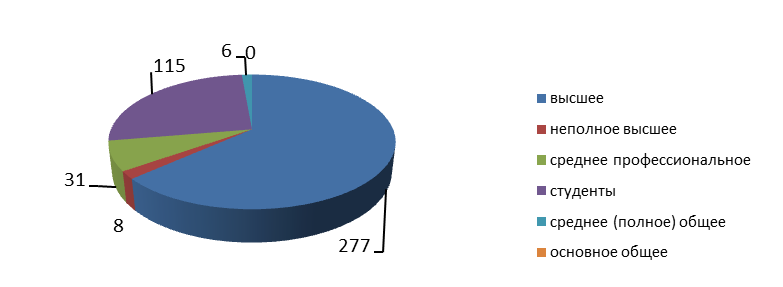 6 0
115
31
8
277
высшее
неполное высшее
среднее профессиональное
студенты
среднее (полное) общее
основное общее